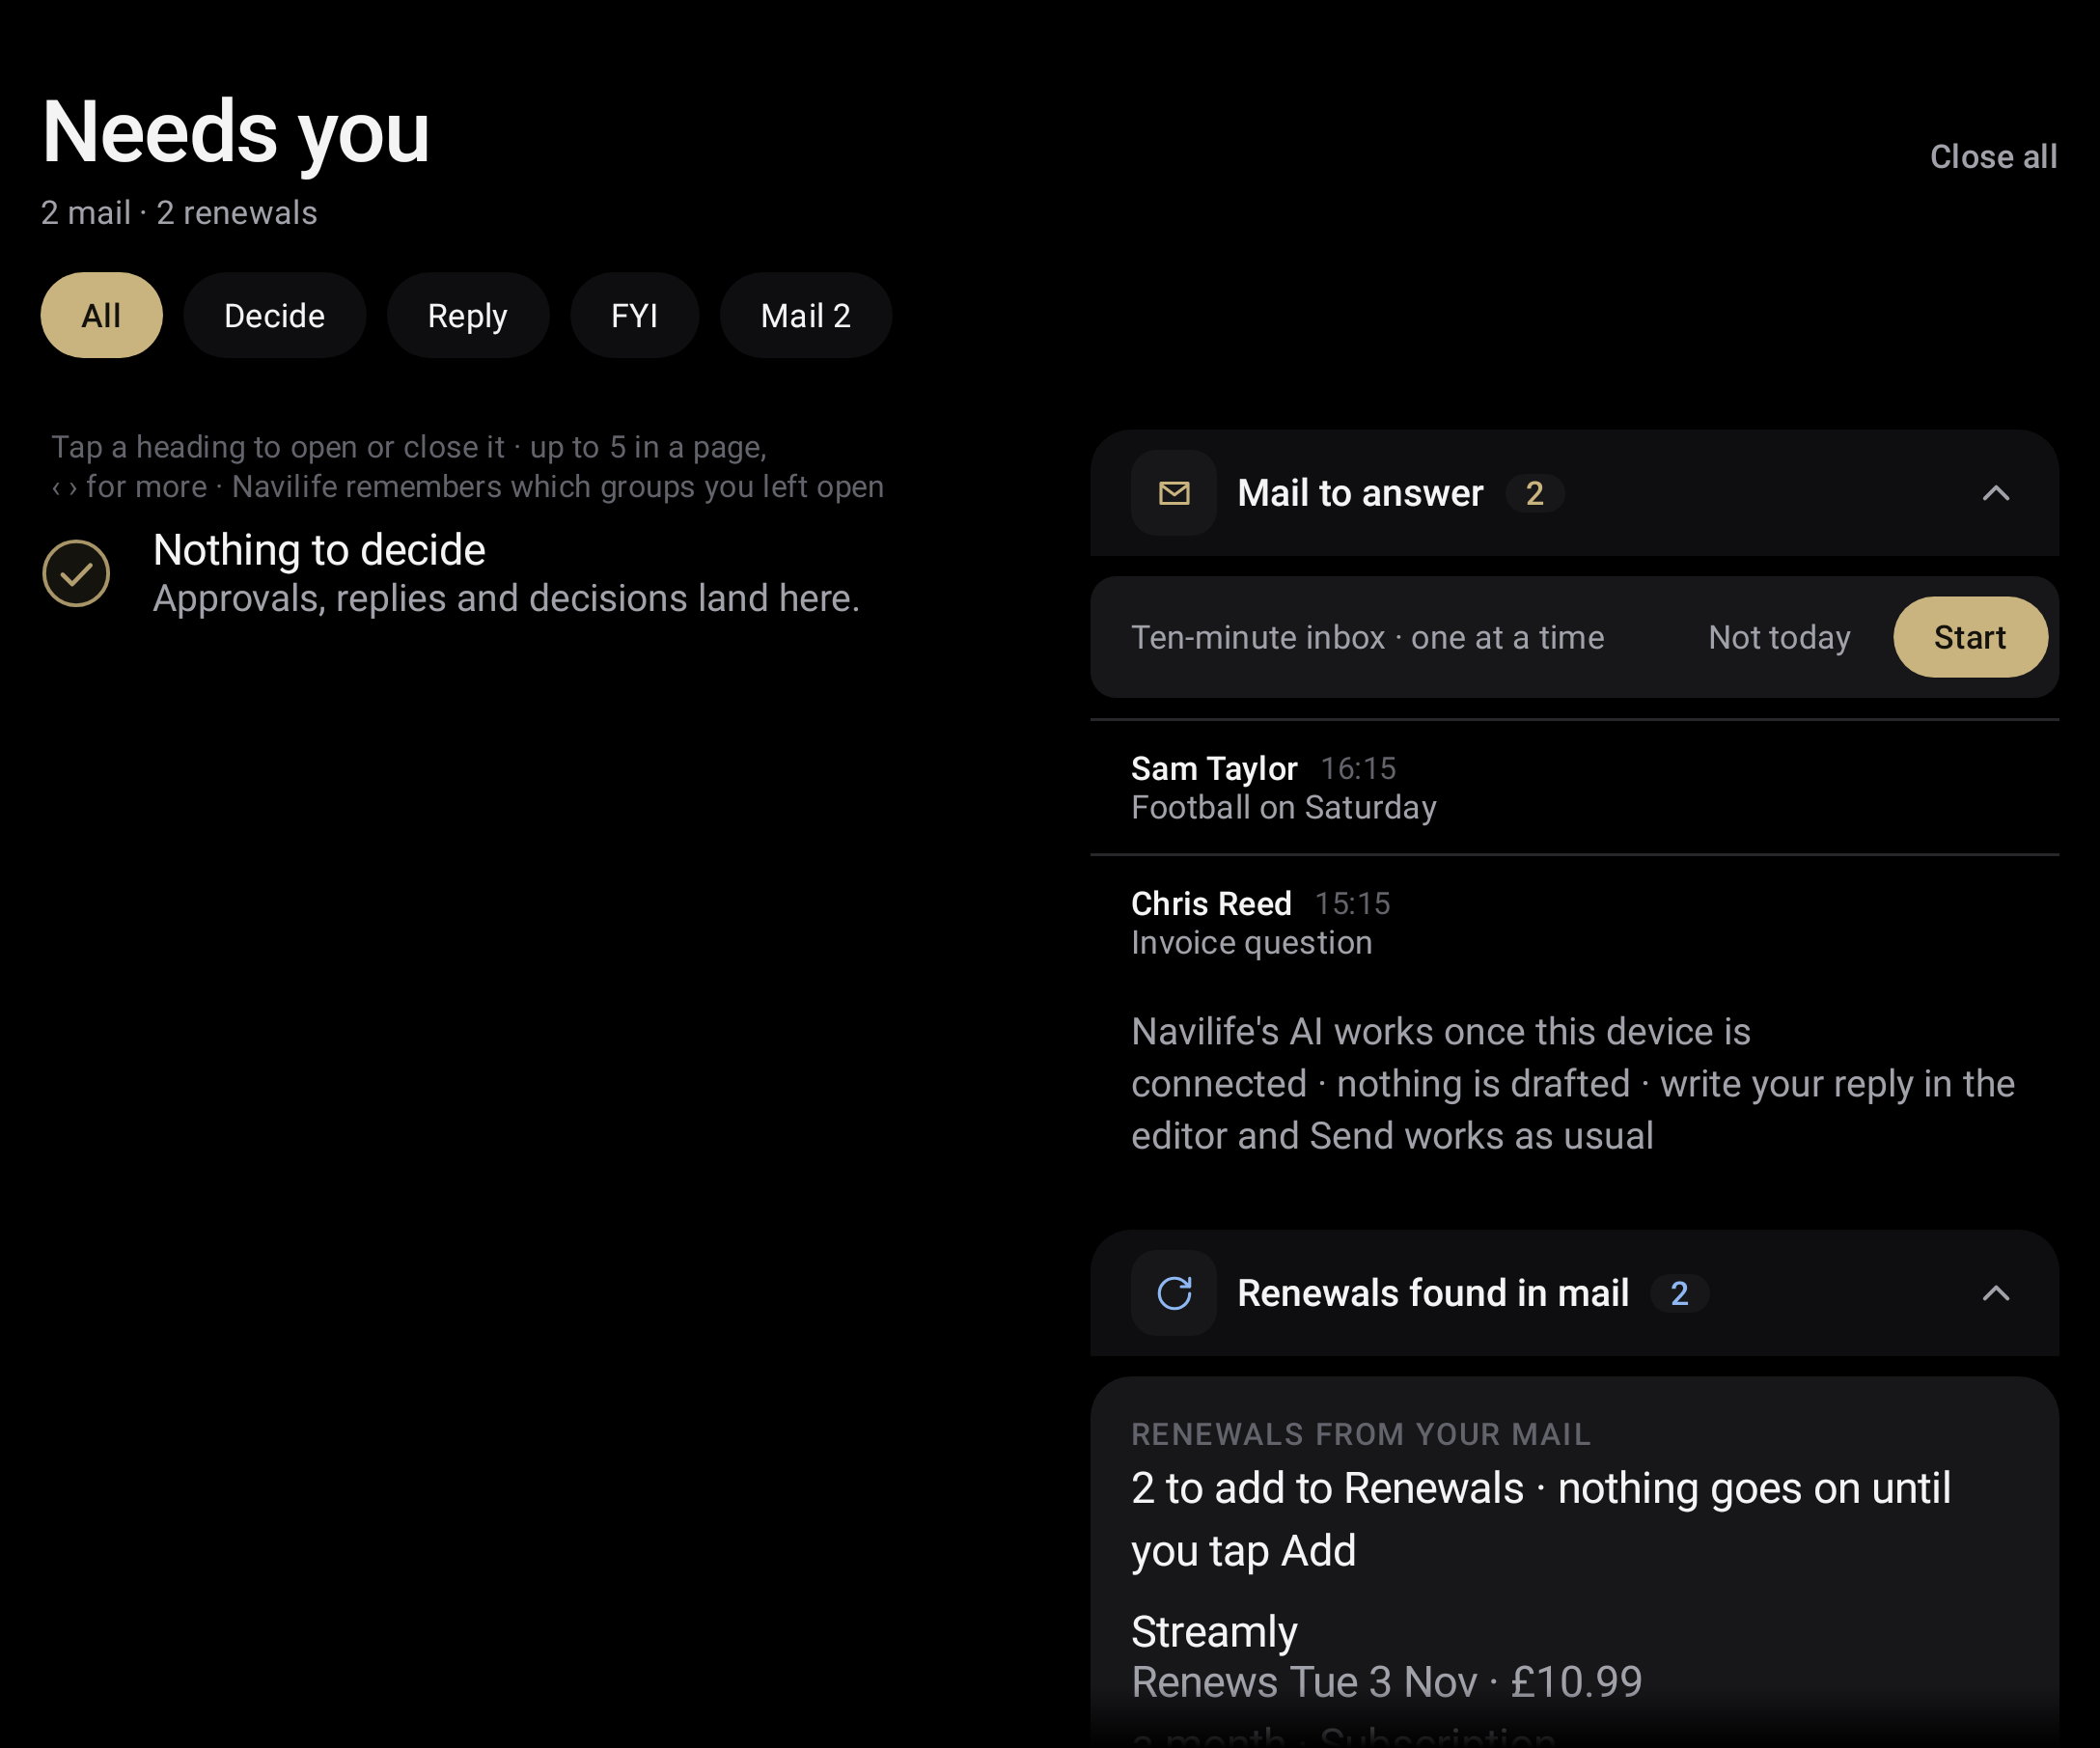 Needs you
Close all
2 mail · 2 renewals
All
Decide
Reply
FYI
Mail 2
Tap a heading to open or close it · up to 5 in a page,
‹ › for more · Navilife remembers which groups you left open
Nothing to decide
Approvals, replies and decisions land here.
Mail to answer 2
Ten-minute inbox · one at a time
Not today
Start
Sam Taylor 16:15
Football on Saturday
Chris Reed 15:15
Invoice question
Navilife's AI works once this device is
connected · nothing is drafted · write your reply in the
editor and Send works as usual
Renewals found in mail 2
RENEWALS FROM YOUR MAIL
2 to add to Renewals · nothing goes on until
you tap Add
Streamly
Renews Tue 3 Nov · £10.99
a month · Subscription